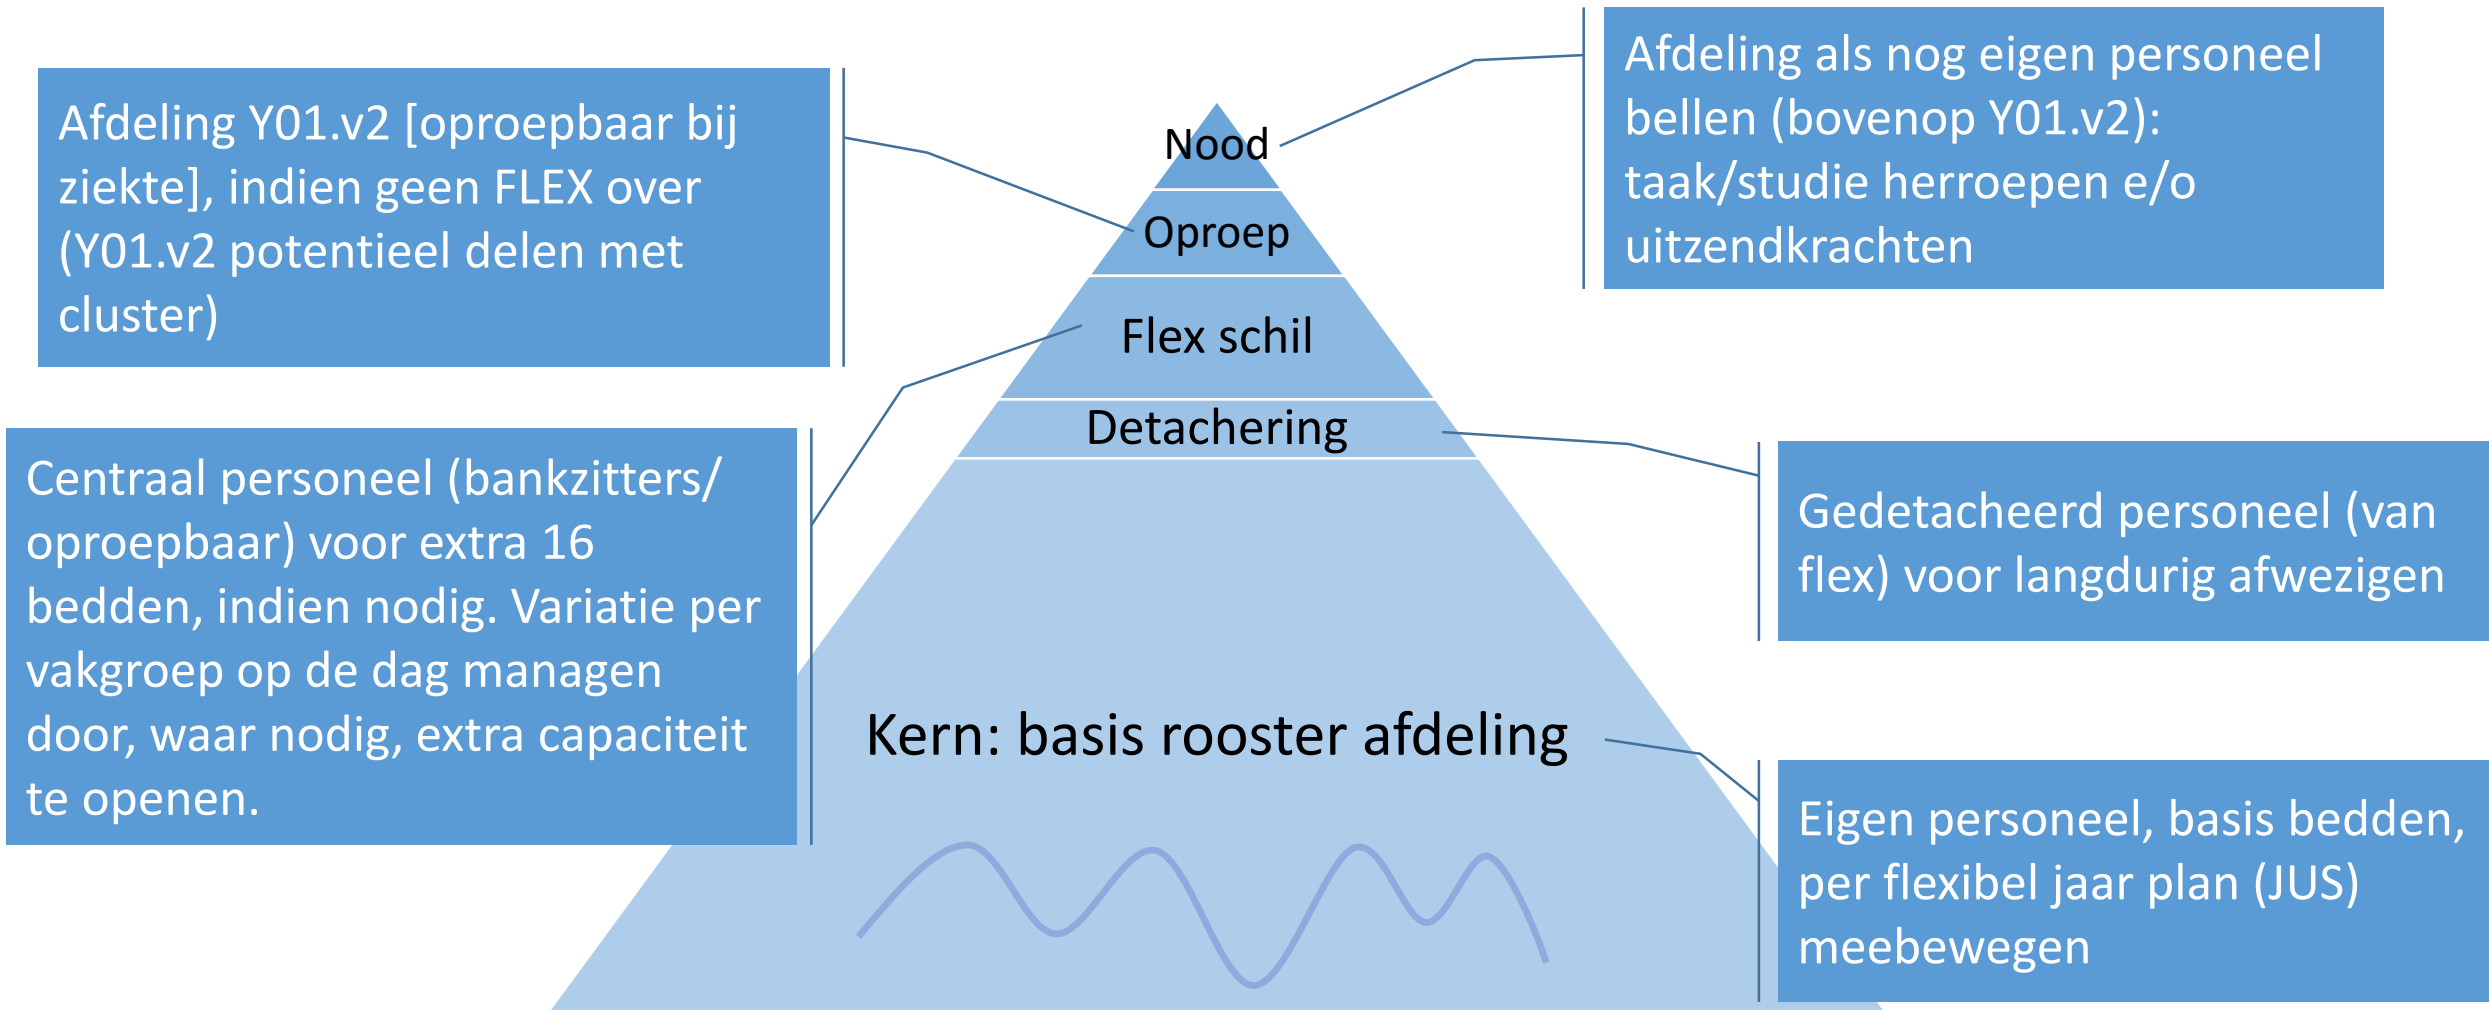 Afdeling Y01.v2 [oproepbaar bij
ziekte], indien geen FLEX over
(Y01.v2 potentieel delen met
cluster)
Afdeling als nog eigen personeel
bellen (bovenop Y01.v2):
taak/studie herroepen e/o
uitzendkrachten
Nood
Oproep
Flex schil
Detachering
Kern: basis rooster afdeling
Centraal personeel (bankzitters/
oproepbaar) voor extra 16
bedden, indien nodig. Variatie per
vakgroep op de dag managen
door, waar nodig, extra capaciteit
te openen.
Gedetacheerd personeel (van
flex) voor langdurig afwezigen
Eigen personeel, basis bedden,
per flexibel jaar plan (JUS)
meebewegen